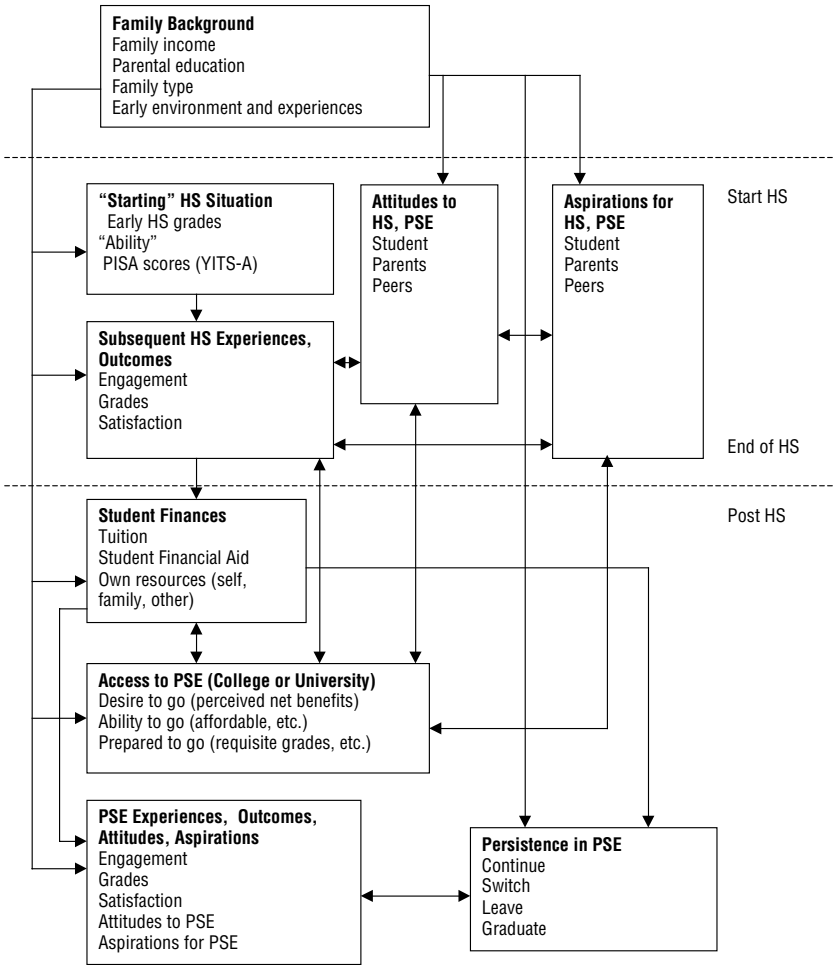 Family Background
Family income
Parental education
Family type
Early environment and experiences
“Starting” HS Situation
Early HS grades
“Ability”
PISA scores (YITS-A)
Attitudes to
HS, PSE
Student
Parents
Peers
Aspirations for
HS, PSE
Student
Parents
Peers
Start HS
Subsequent HS Experiences,
Outcomes
Engagement
Grades
Satisfaction
End of HS
Student Finances
Tuition
Student Financial Aid
Own resources (self,
family, other)
Post HS
Access to PSE (College or University)
Desire to go (perceived net benefits)
Ability to go (affordable, etc.)
Prepared to go (requisite grades, etc.)
PSE Experiences, Outcomes,
Attitudes, Aspirations
Engagement
Grades
Satisfaction
Attitudes to PSE
Aspirations for PSE
Persistence in PSE
Continue
Switch
Leave
Graduate